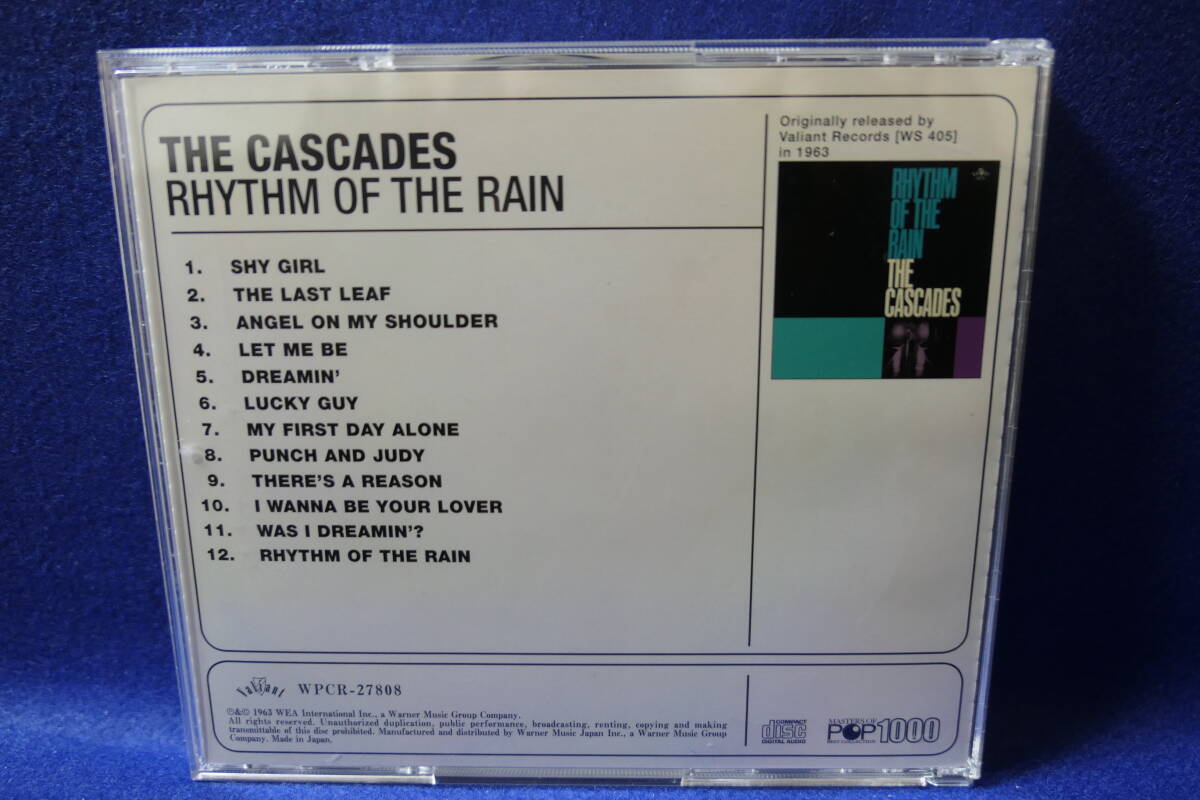 THE CASCADES
RHYTHM OF THE RAIN
1. SHY GIRL
2. THE LAST LEAF
3. ANGEL ON MY SHOULDER
4. LET ME BE
5. DREAMIN'
6. LUCKY GUY
7. MY FIRST DAY ALONE
8. PUNCH AND JUDY
9. THERE'S A REASON
10. I WANNA BE YOUR LOVER
11. WAS I DREAMIN'?
12. RHYTHM OF THE RAIN
Originally released by
Valiant Records [WS 405]
in 1963
RHYTHM
OF THE
RAIN
THE
CASCADES
Valiant WPCR-27808
℗&© 1963 WEA International Inc., a Warner Music Group Company.
All rights reserved. Unauthorized duplication, public performance, broadcasting, renting, copying and making
transmittable of this disc prohibited. Manufactured and distributed by Warner Music Japan Inc., a Warner Music Group
Company. Made in Japan.
COMPACT
disc
DIGITAL AUDIO
MASTERS OF
POP 1000
BEST COLLECTION